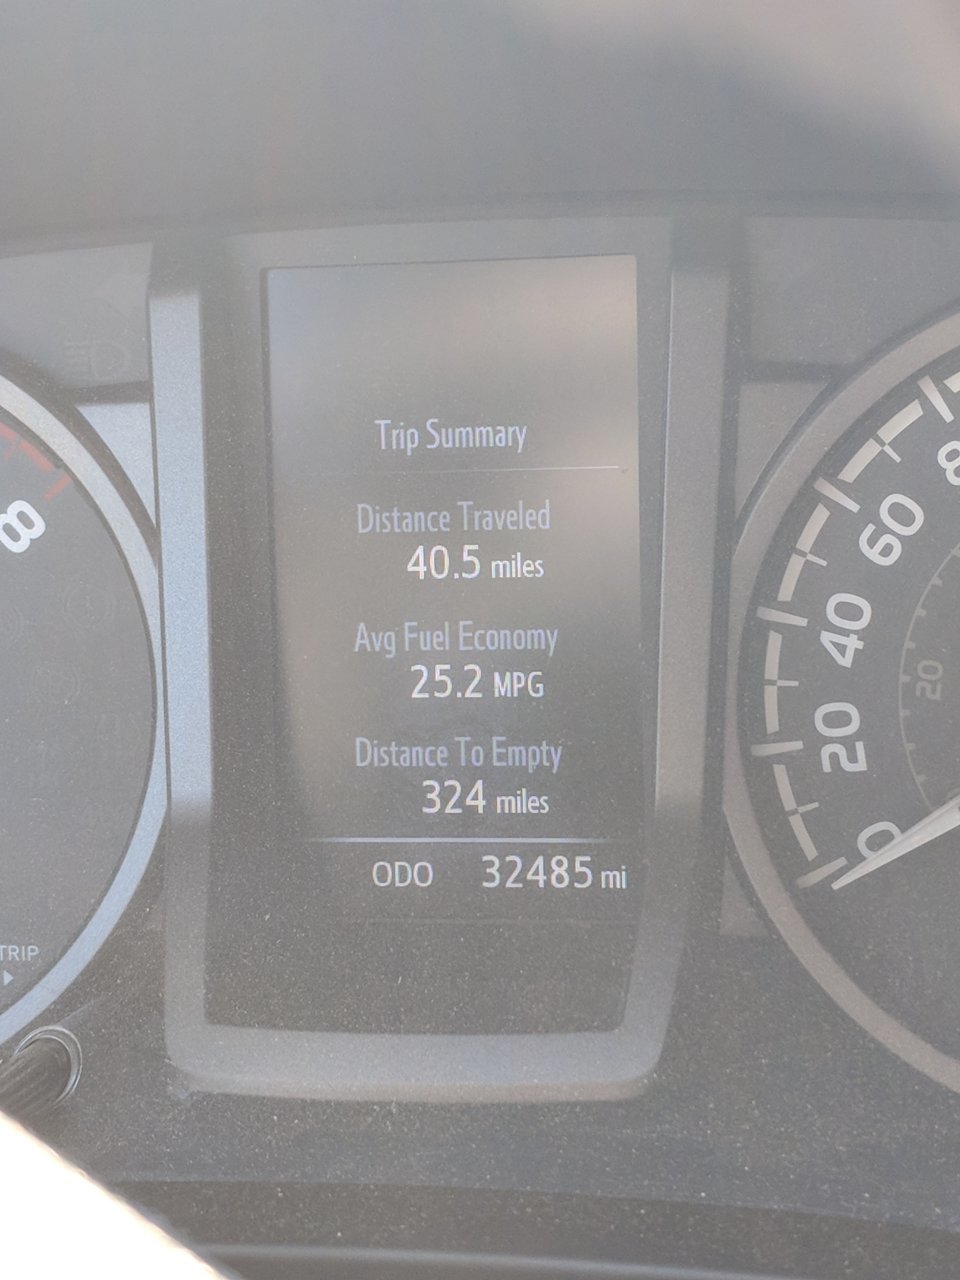 Trip Summary
Distance Traveled
40.5 miles
Avg Fuel Economy
25.2 MPG
Distance To Empty
324 miles
ODO 32485 mi
8
TRIP
0
20
40
60
20